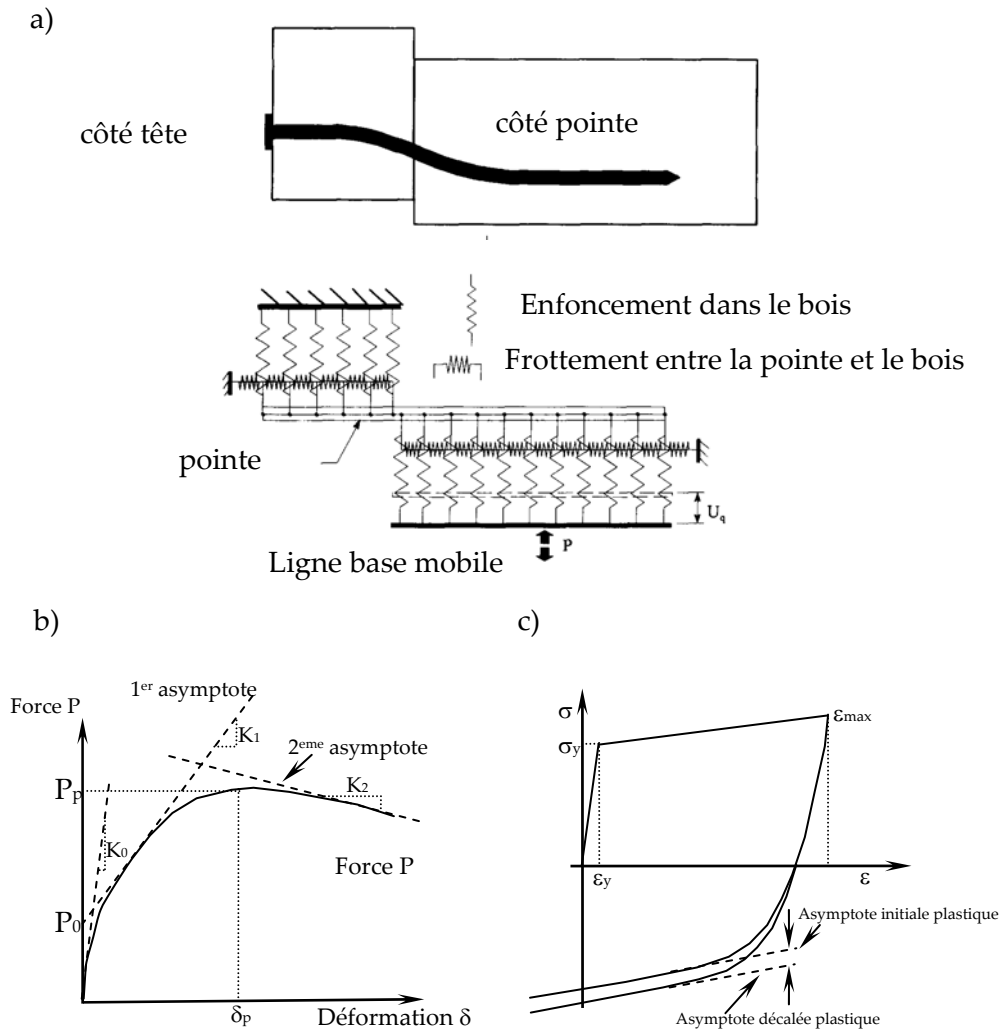 a)
côté tête
côté pointe
Enfoncement dans le bois
Frottement entre la pointe et le bois
pointe
U_q
P
Ligne base mobile
b)
c)
1er asymptote
Force P
K1
2eme asymptote
Pp
K2
K0
Force P
P0
δp
Déformation δ
σ
εmax
σy
εy
ε
Asymptote initiale plastique
Asymptote décalée plastique